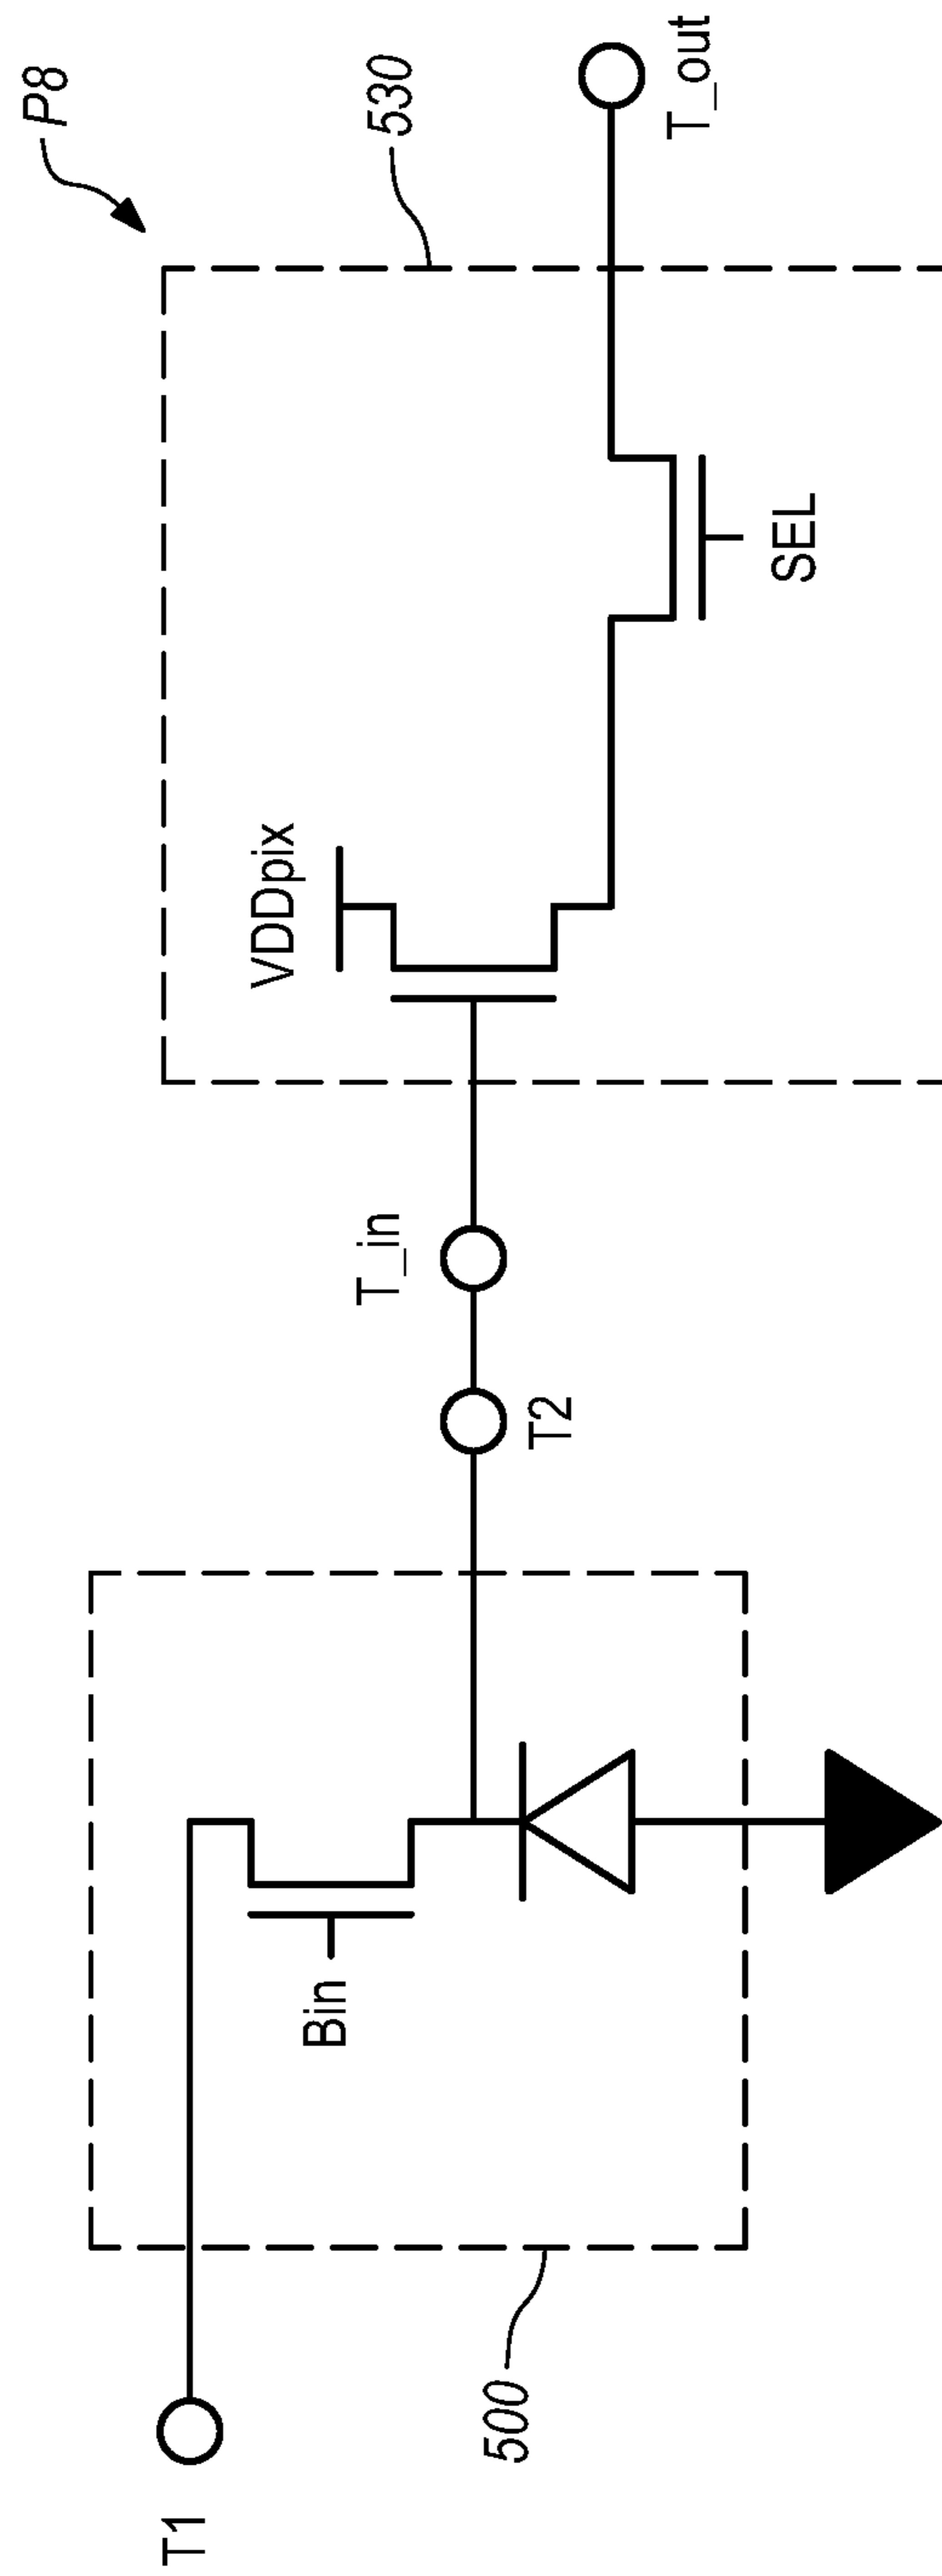 P8
530
VDDpix
T_in
T_out
SEL
T2
T1
Bin
500